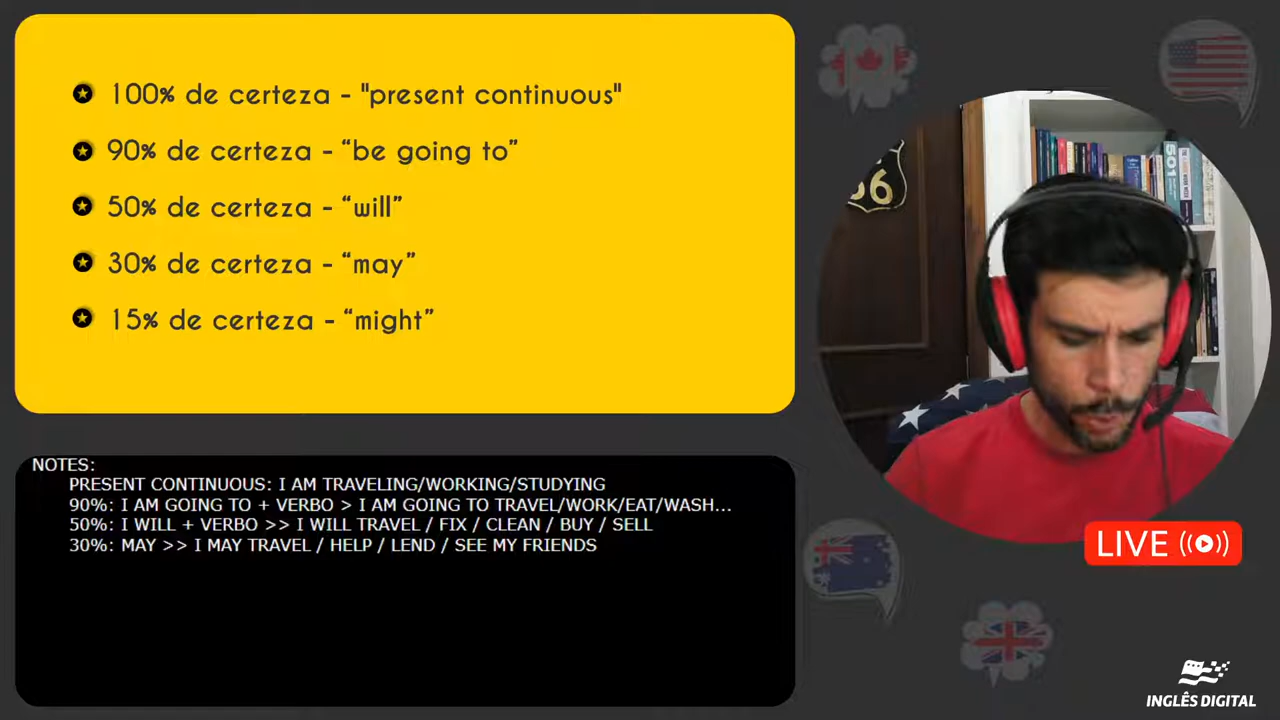 100% de certeza - "present continuous"
90% de certeza - “be going to”
50% de certeza - “will”
30% de certeza - “may”
15% de certeza - “might”
NOTES:
PRESENT CONTINUOUS: I AM TRAVELING/WORKING/STUDYING
90%: I AM GOING TO + VERBO > I AM GOING TO TRAVEL/WORK/EAT/WASH...
50%: I WILL + VERBO >> I WILL TRAVEL / FIX / CLEAN / BUY / SELL
30%: MAY >> I MAY TRAVEL / HELP / LEND / SEE MY FRIENDS
66
501
LIVE
INGLÊS DIGITAL